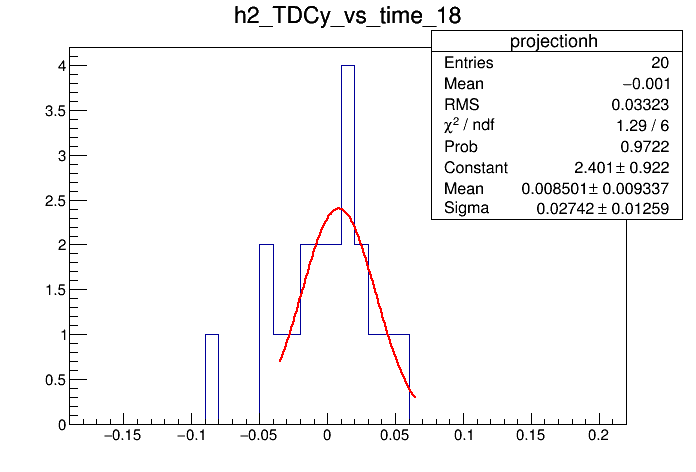 h2_TDCy_vs_time_18
projectionh
Entries 20
Mean −0.001
RMS 0.03323
χ² / ndf 1.29 / 6
Prob 0.9722
Constant 2.401± 0.922
Mean 0.008501± 0.009337
Sigma 0.02742 ± 0.01259
4
3.5
3
2.5
2
1.5
1
0.5
0
−0.15 −0.1 −0.05 0 0.05 0.1 0.15 0.2